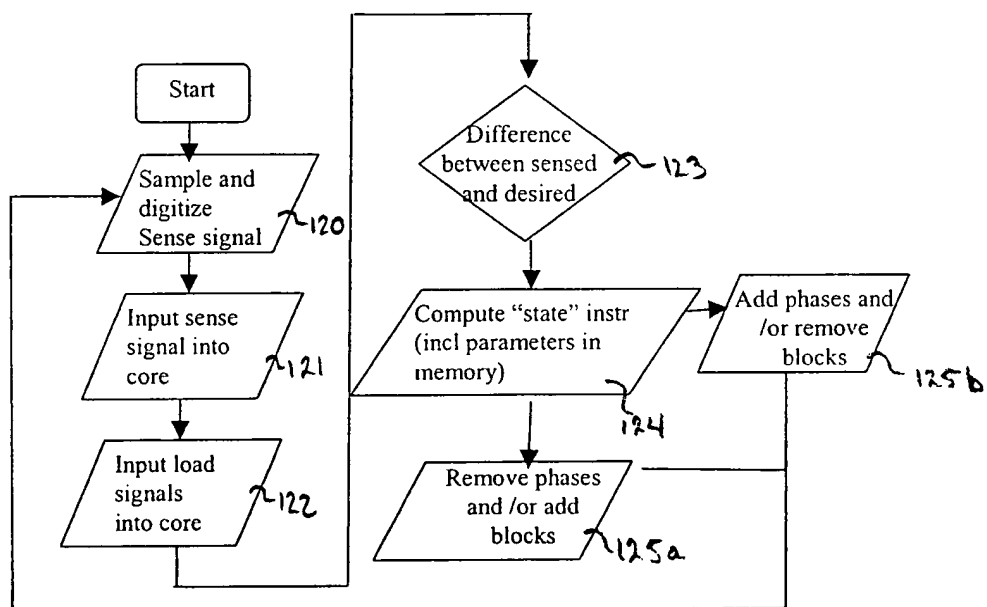 Start
Sample and
digitize
Sense signal
120
Input sense
signal into
core
121
Input load
signals
into core
122
Difference
between sensed
and desired
123
Compute “state” instr
(incl parameters in
memory)
124
Add phases and
/or remove
blocks
125b
Remove phases
and /or add
blocks
125a